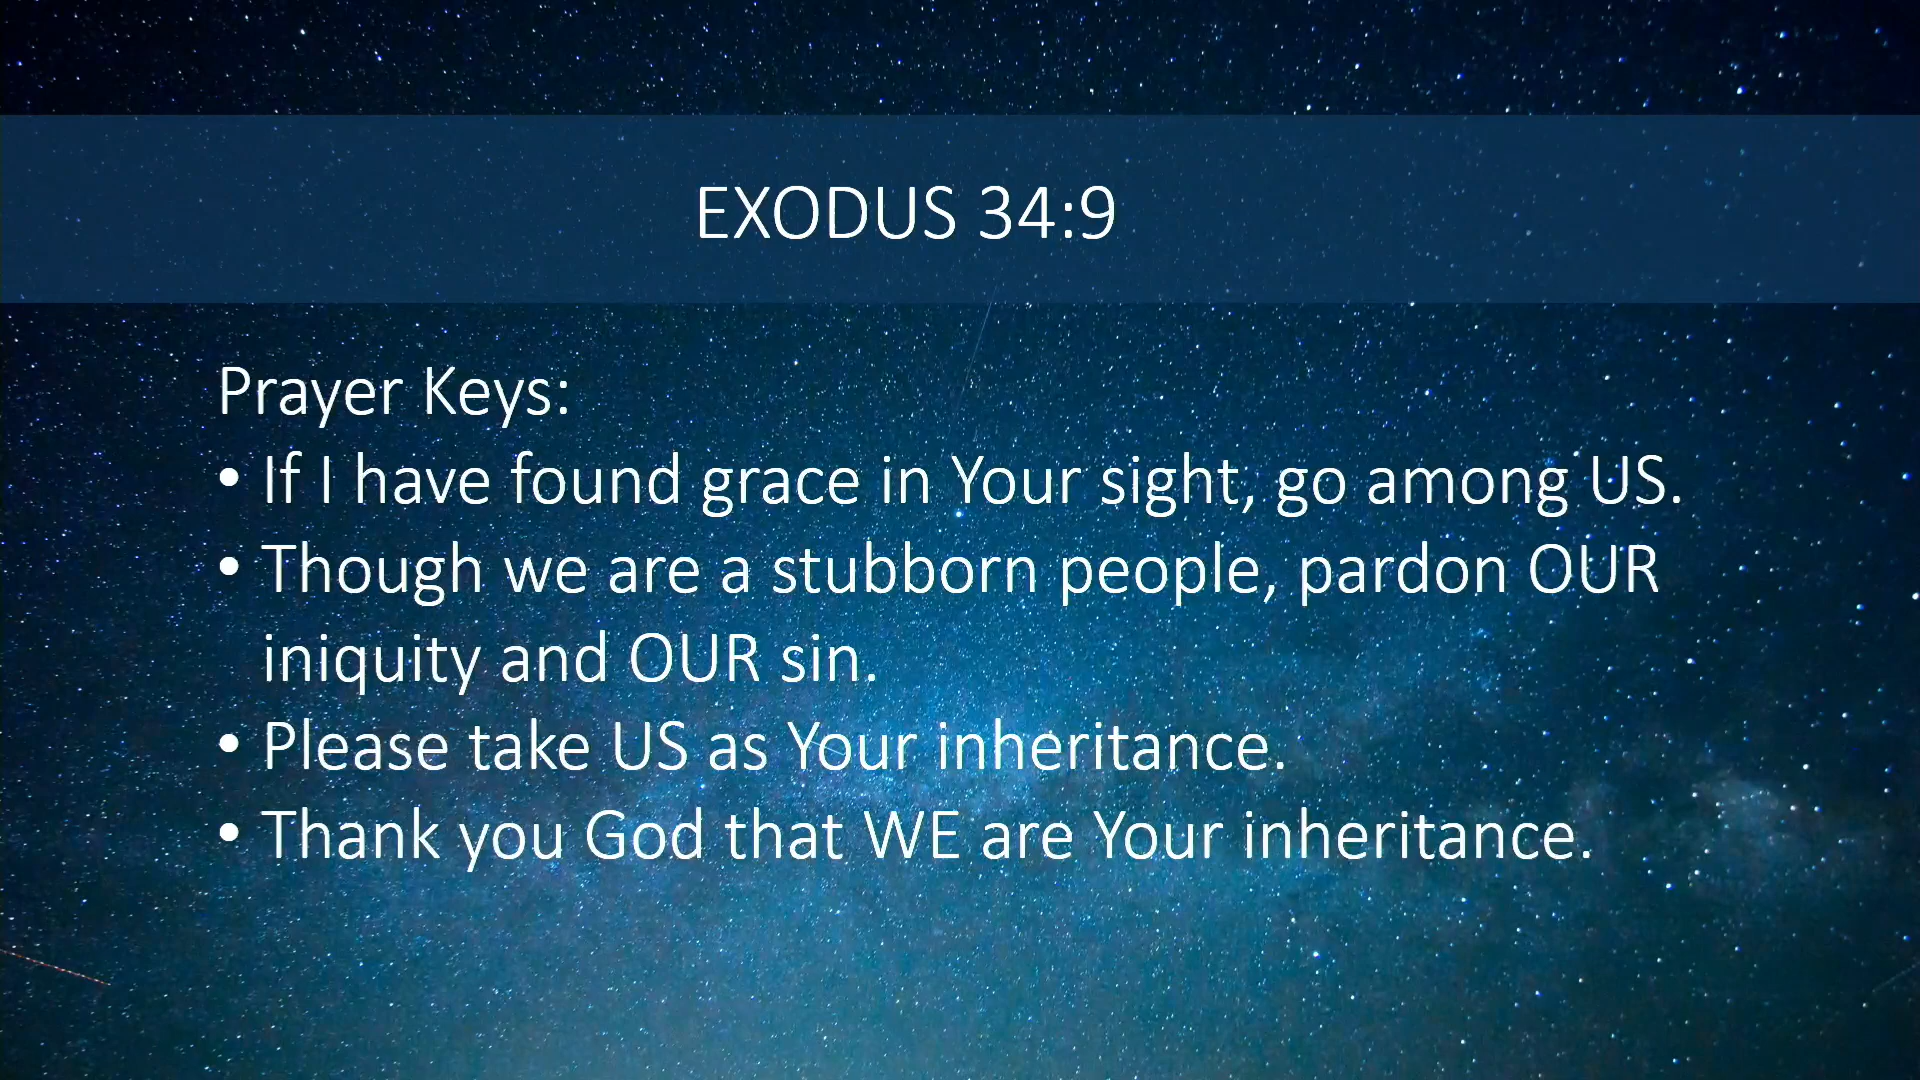 EXODUS 34:9
Prayer Keys:
• If I have found grace in Your sight, go among US.
• Though we are a stubborn people, pardon OUR
iniquity and OUR sin.
• Please take US as Your inheritance.
• Thank you God that WE are Your inheritance.